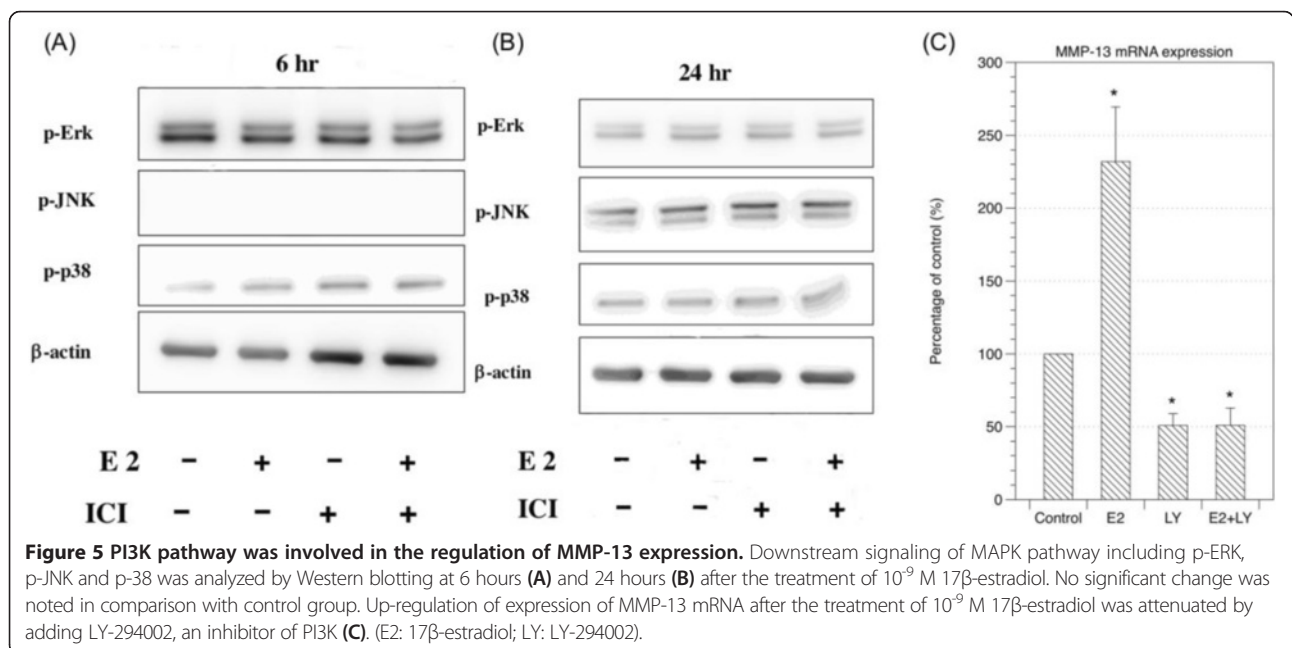 (A)
6 hr
p-Erk
p-JNK
p-p38
β-actin
E 2 − + − +
ICI − − + +
(B)
24 hr
p-Erk
p-JNK
p-p38
β-actin
E 2 − + − +
ICI − − + +
(C)
MMP-13 mRNA expression
Percentage of control (%)
300
250
200
150
100
50
0
*
*
*
Control E2 LY E2+LY
Figure 5 PI3K pathway was involved in the regulation of MMP-13 expression. Downstream signaling of MAPK pathway including p-ERK,
p-JNK and p-38 was analyzed by Western blotting at 6 hours (A) and 24 hours (B) after the treatment of 10⁻⁹ M 17β-estradiol. No significant change was
noted in comparison with control group. Up-regulation of expression of MMP-13 mRNA after the treatment of 10⁻⁹ M 17β-estradiol was attenuated by
adding LY-294002, an inhibitor of PI3K (C). (E2: 17β-estradiol; LY: LY-294002).